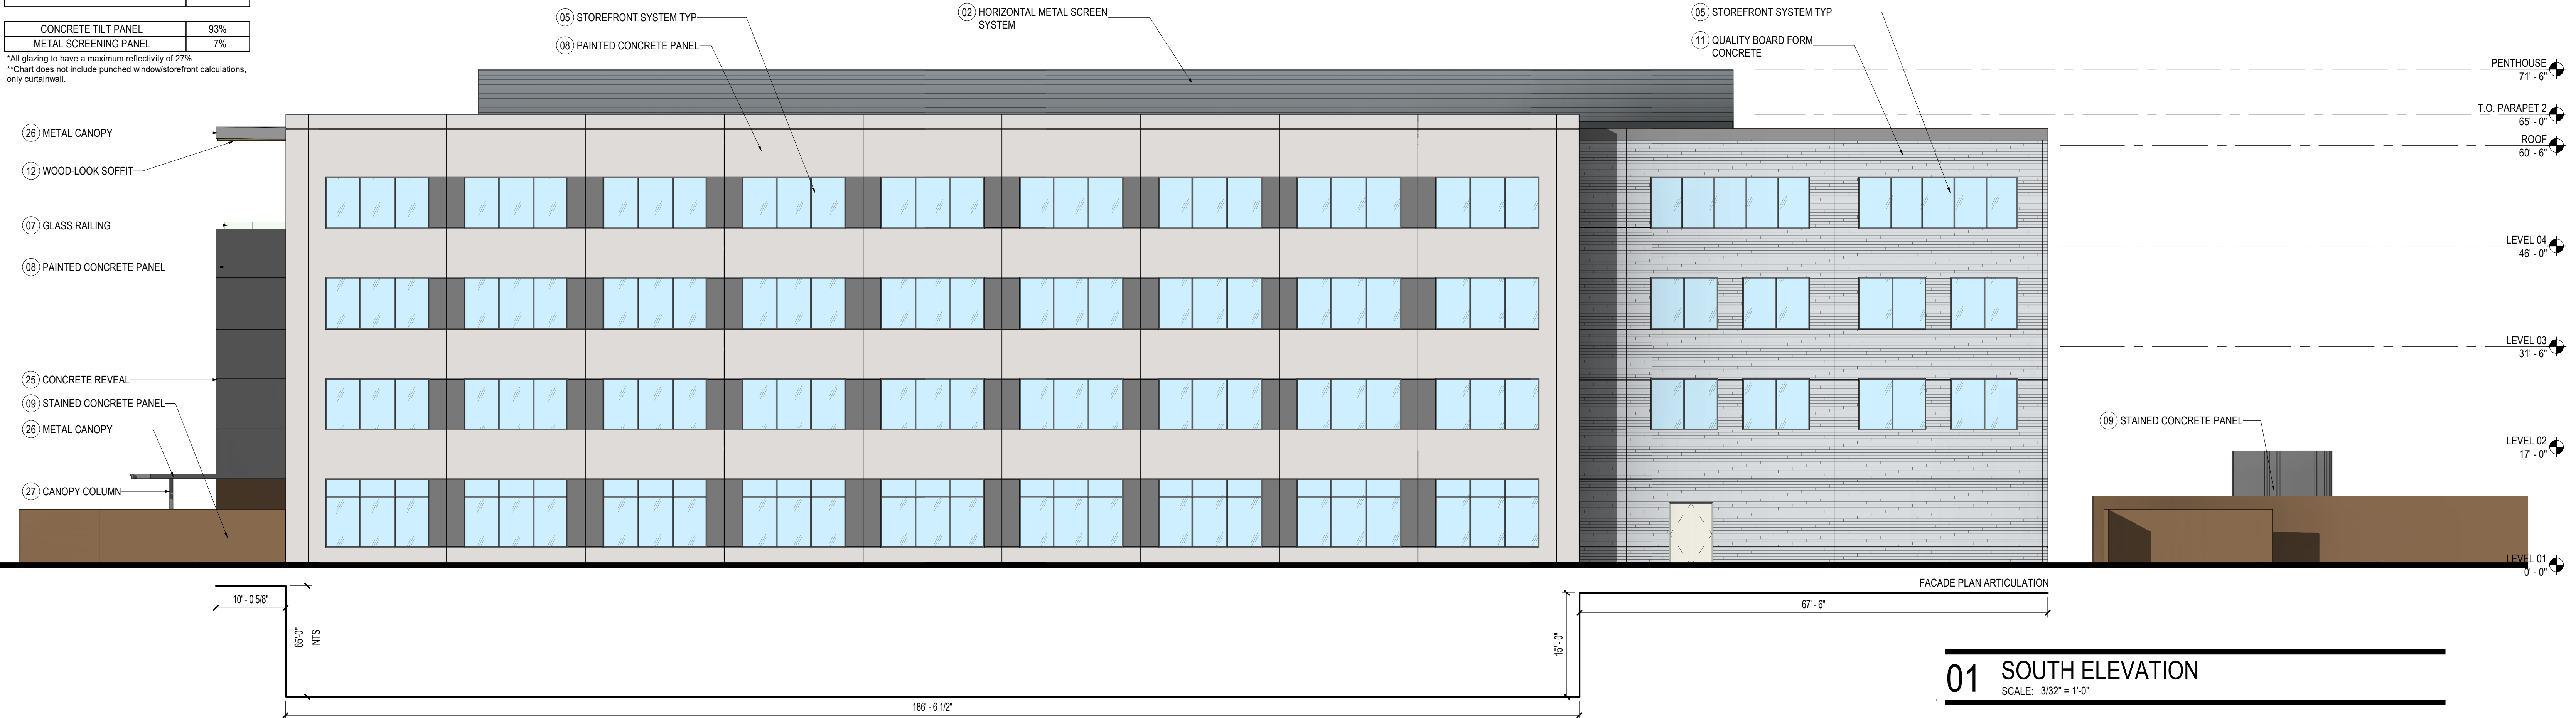 CONCRETE TILT PANEL 93%
METAL SCREENING PANEL 7%
*All glazing to have a maximum reflectivity of 27%
**Chart does not include punched window/storefront calculations,
only curtainwall.
05 STOREFRONT SYSTEM TYP
08 PAINTED CONCRETE PANEL
02 HORIZONTAL METAL SCREEN
SYSTEM
05 STOREFRONT SYSTEM TYP
11 QUALITY BOARD FORM
CONCRETE
PENTHOUSE
71' - 6"
T.O. PARAPET 2
65' - 0"
ROOF
60' - 6"
LEVEL 04
46' - 0"
LEVEL 03
31' - 6"
LEVEL 02
17' - 0"
LEVEL 01
0' - 0"
26 METAL CANOPY
12 WOOD-LOOK SOFFIT
07 GLASS RAILING
08 PAINTED CONCRETE PANEL
25 CONCRETE REVEAL
09 STAINED CONCRETE PANEL
26 METAL CANOPY
27 CANOPY COLUMN
09 STAINED CONCRETE PANEL
FACADE PLAN ARTICULATION
10' - 0 5/8"
65'-0"
NTS
15' - 0"
67' - 6"
186' - 6 1/2"
01 SOUTH ELEVATION
SCALE: 3/32" = 1'-0"